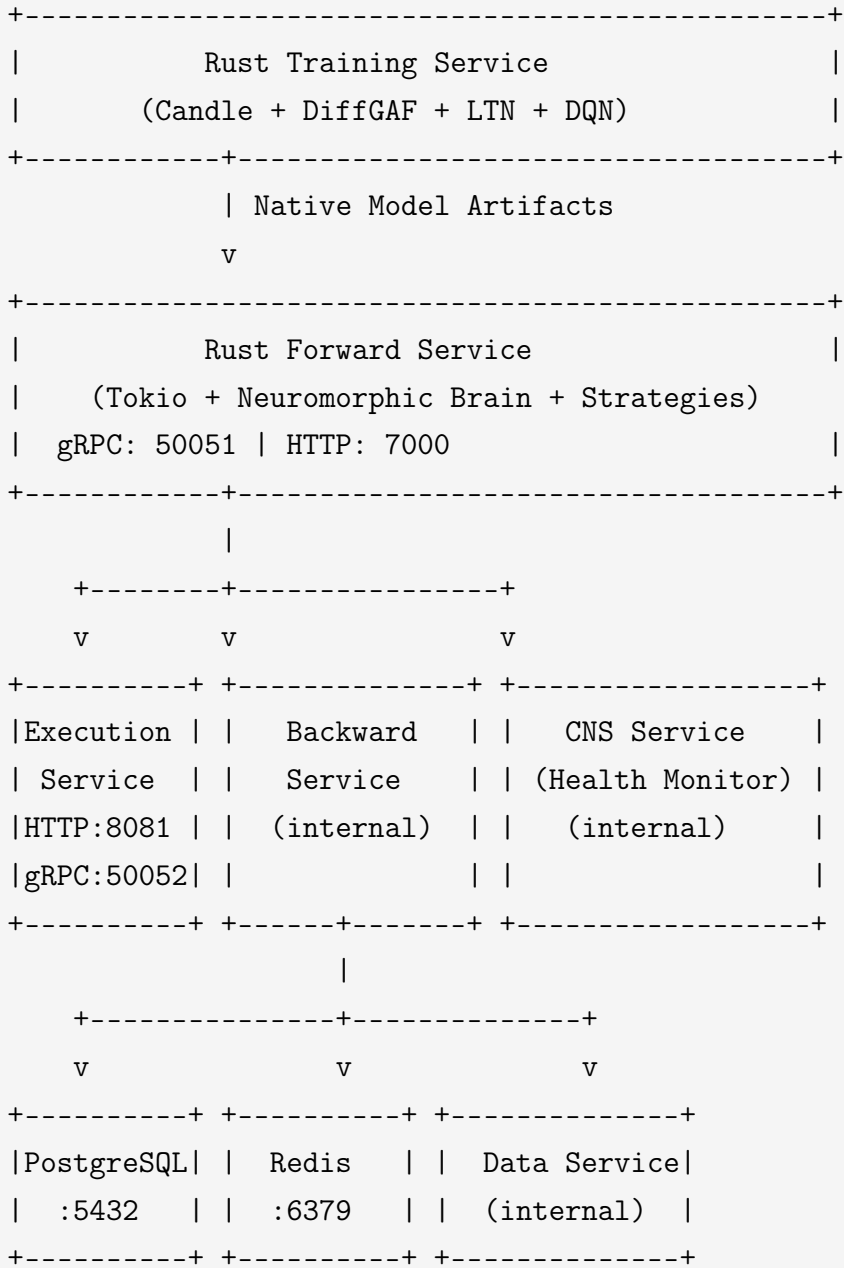 +--------------------------------------------------+
|            Rust Training Service                 |
|        (Candle + DiffGAF + LTN + DQN)            |
+-------------+------------------------------------+
              | Native Model Artifacts
              v
+--------------------------------------------------+
|            Rust Forward Service                  |
|     (Tokio + Neuromorphic Brain + Strategies)
|  gRPC: 50051 | HTTP: 7000                        |
+-------------+------------------------------------+
              |
    +---------+----------------+
    v         v                v
+----------+ +--------------+ +------------------+
|Execution | |   Backward   | |   CNS Service    |
| Service  | |   Service    | | (Health Monitor) |
|HTTP:8081 | |  (internal)  | |   (internal)     |
|gRPC:50052| |              | |                  |
+----------+ +------+-------+ +------------------+
                    |
    +---------------+--------------+
    v               v              v
+----------+ +----------+ +--------------+
|PostgreSQL| |  Redis   | |  Data Service|
|  :5432   | |  :6379   | |  (internal)  |
+----------+ +----------+ +--------------+